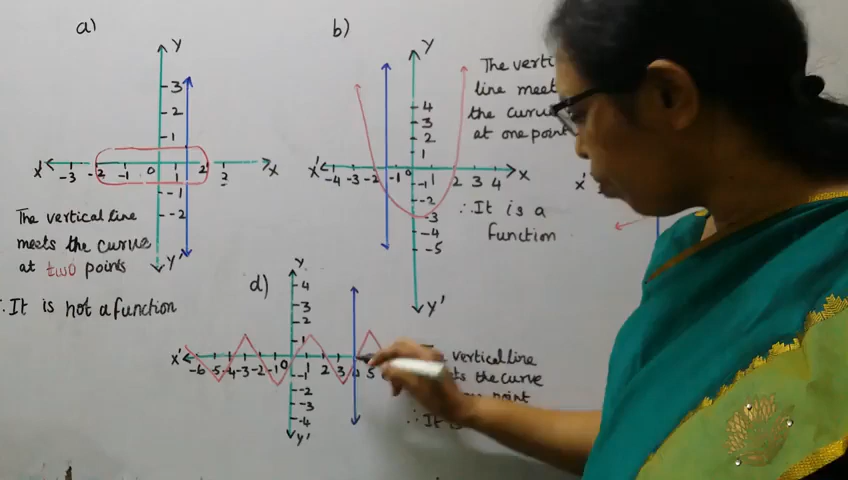 a)
Y
3
2
1
X' -3 -2 -1 0 1 2 3 X
-1
-2
Y'
The vertical line
meets the curve
at two points
∴ It is not a function
b)
Y
4
3
2
1
X' -4 -3 -2 -1 0 2 3 4 X
-1
-2
-3
-4
-5
Y'
The
line
the curve
at one
∴ It is a
function
X'
d)
Y
4
3
2
1
X' -6 -5 -4 -3 -2 -1 0 1 2 3 4 5
-1
-2
-3
-4
Y'
vertical line
the curve
point
∴ It